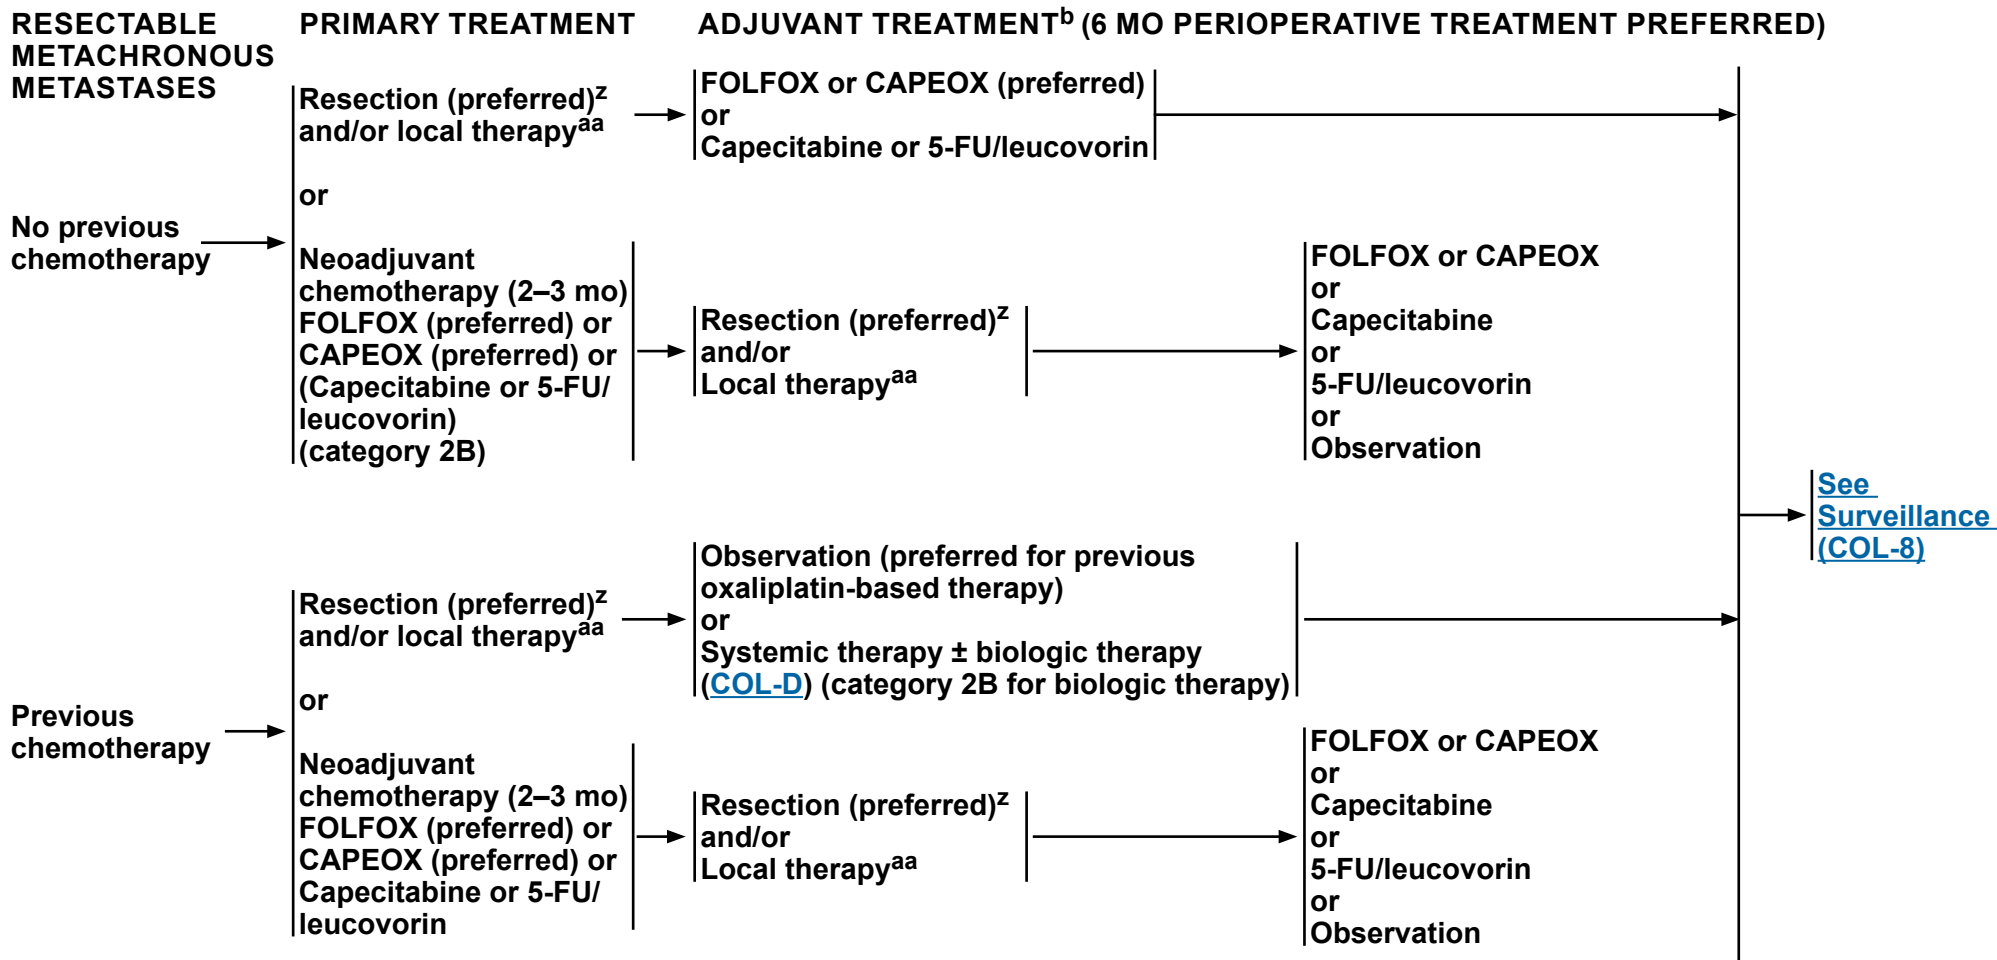 RESECTABLE
METACHRONOUS
METASTASES
PRIMARY TREATMENT
ADJUVANT TREATMENTb (6 MO PERIOPERATIVE TREATMENT PREFERRED)
No previous
chemotherapy
Resection (preferred)z
and/or local therapyaa
or
Neoadjuvant
chemotherapy (2–3 mo)
FOLFOX (preferred) or
CAPEOX (preferred) or
(Capecitabine or 5-FU/
leucovorin)
(category 2B)
FOLFOX or CAPEOX (preferred)
or
Capecitabine or 5-FU/leucovorin
Resection (preferred)z
and/or
Local therapyaa
FOLFOX or CAPEOX
or
Capecitabine
or
5-FU/leucovorin
or
Observation
Previous
chemotherapy
Resection (preferred)z
and/or local therapyaa
or
Neoadjuvant
chemotherapy (2–3 mo)
FOLFOX (preferred) or
CAPEOX (preferred) or
Capecitabine or 5-FU/
leucovorin
Observation (preferred for previous
oxaliplatin-based therapy)
or
Systemic therapy ± biologic therapy
(COL-D) (category 2B for biologic therapy)
Resection (preferred)z
and/or
Local therapyaa
FOLFOX or CAPEOX
or
Capecitabine
or
5-FU/leucovorin
or
Observation
See
Surveillance
(COL-8)